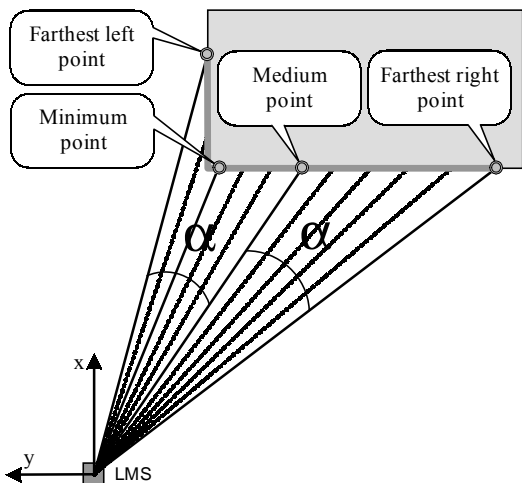 Farthest left
point
Medium
point
Farthest right
point
Minimum
point
α
α
x
y
LMS